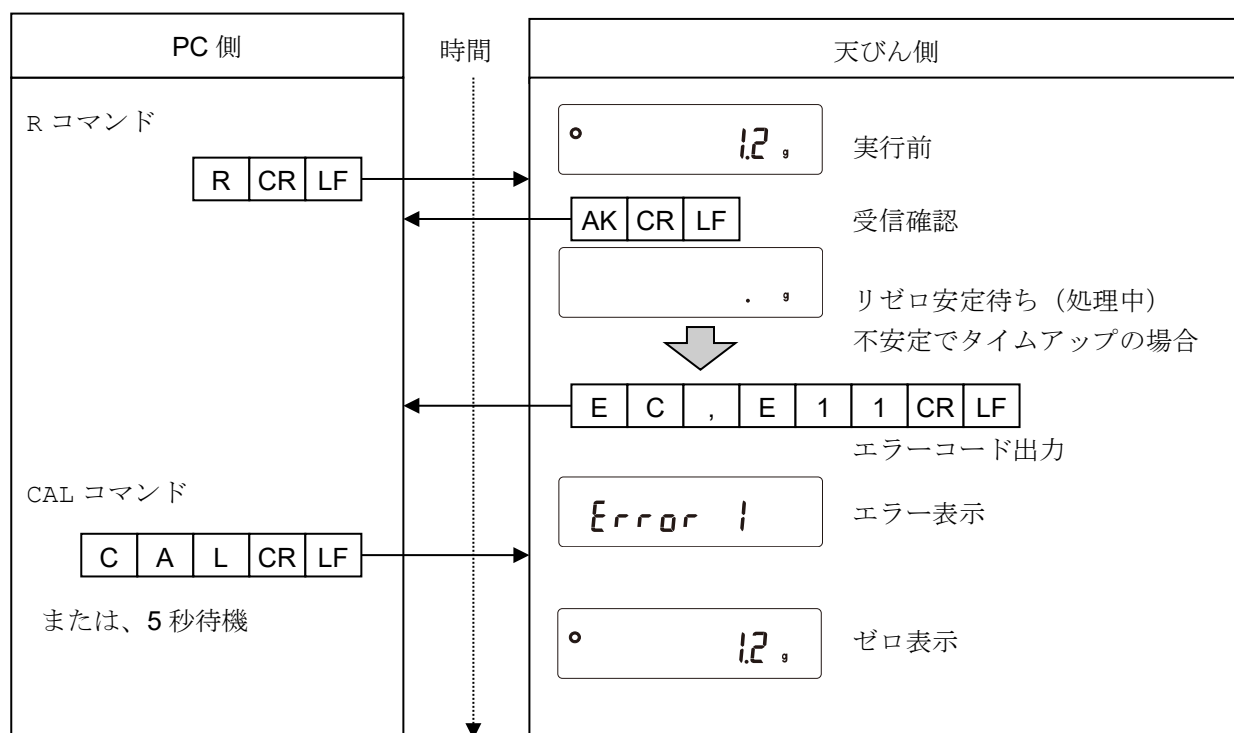 PC 側
時間
天びん側
R コマンド
R CR LF
1.2 g
実行前
AK CR LF
受信確認
. g
リゼロ安定待ち（処理中）
不安定でタイムアップの場合
E C , E 1 1 CR LF
エラーコード出力
CAL コマンド
C A L CR LF
または、5 秒待機
Error 1
エラー表示
1.2 g
ゼロ表示